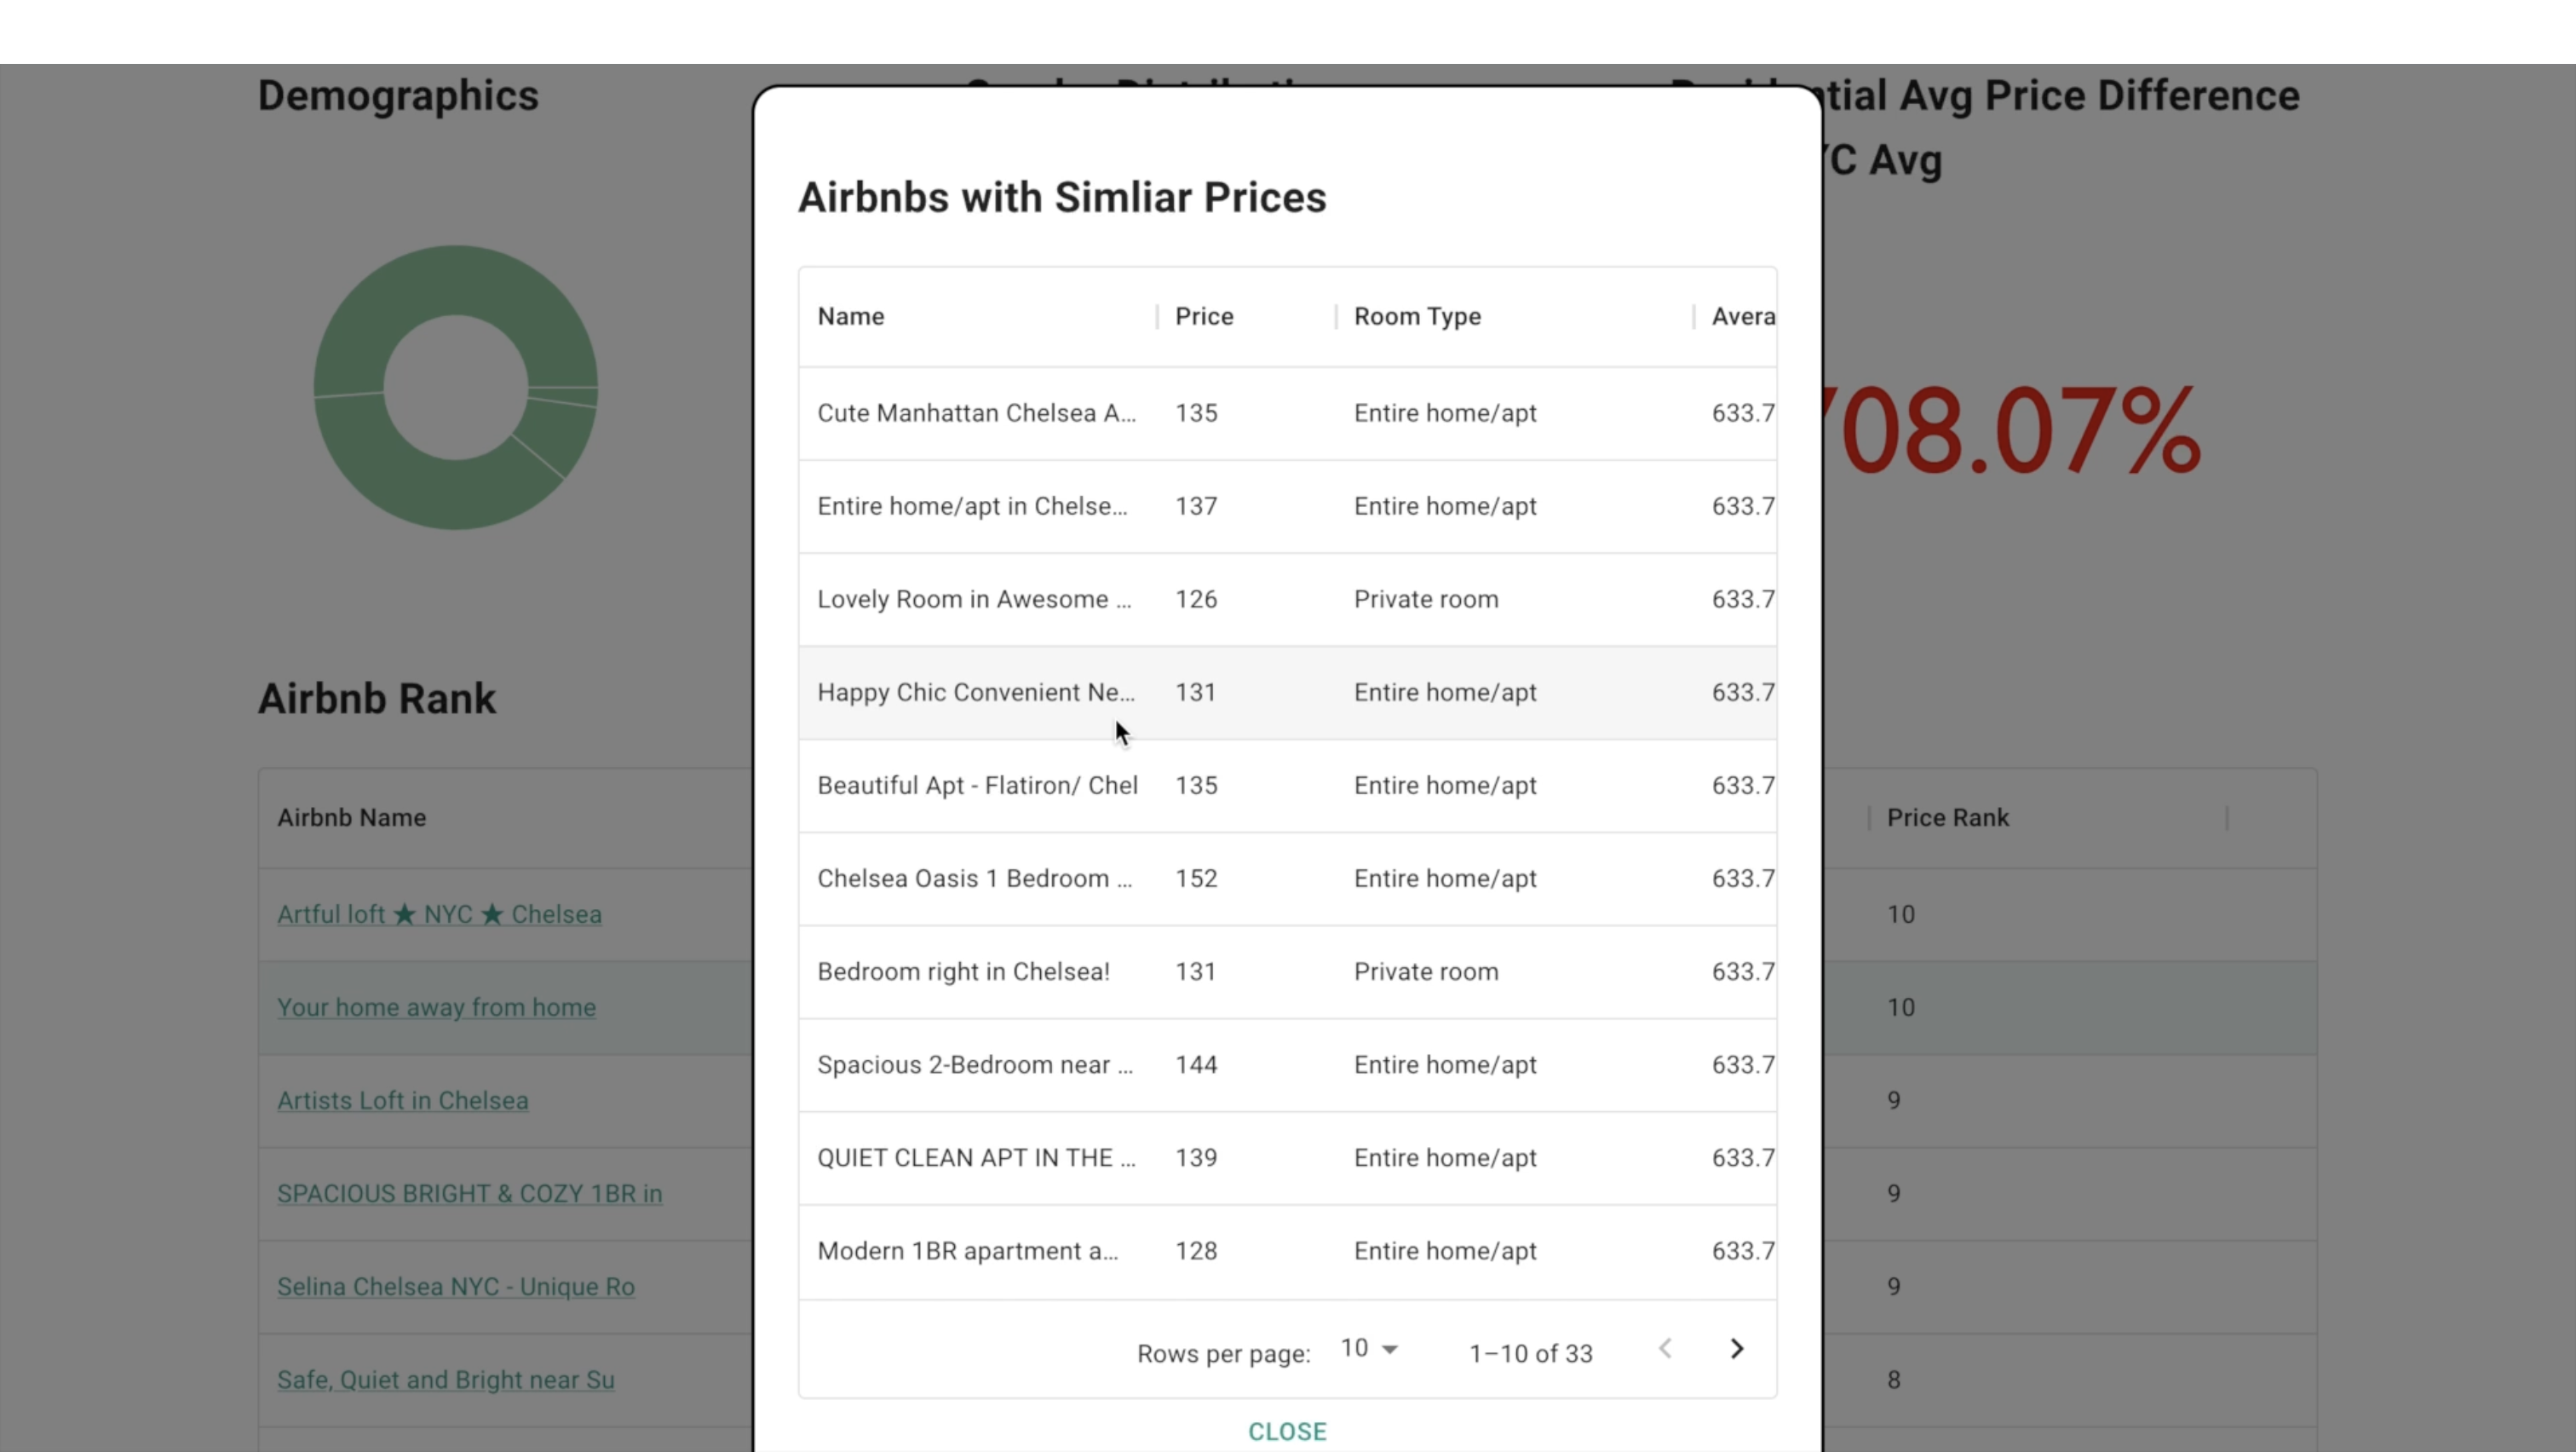 Demographics
tial Avg Price Difference
YC Avg
08.07%
Airbnbs with Simliar Prices
Name Price Room Type Avera
Cute Manhattan Chelsea A... 135 Entire home/apt 633.7
Entire home/apt in Chelse... 137 Entire home/apt 633.7
Lovely Room in Awesome ... 126 Private room 633.7
Happy Chic Convenient Ne... 131 Entire home/apt 633.7
Beautiful Apt - Flatiron/ Chel 135 Entire home/apt 633.7
Chelsea Oasis 1 Bedroom ... 152 Entire home/apt 633.7
Bedroom right in Chelsea! 131 Private room 633.7
Spacious 2-Bedroom near ... 144 Entire home/apt 633.7
QUIET CLEAN APT IN THE ... 139 Entire home/apt 633.7
Modern 1BR apartment a... 128 Entire home/apt 633.7
Rows per page: 10 1–10 of 33
CLOSE
Airbnb Rank
Airbnb Name Price Rank
Artful loft ★ NYC ★ Chelsea 10
Your home away from home 10
Artists Loft in Chelsea 9
SPACIOUS BRIGHT & COZY 1BR in 9
Selina Chelsea NYC - Unique Ro 9
Safe, Quiet and Bright near Su 8